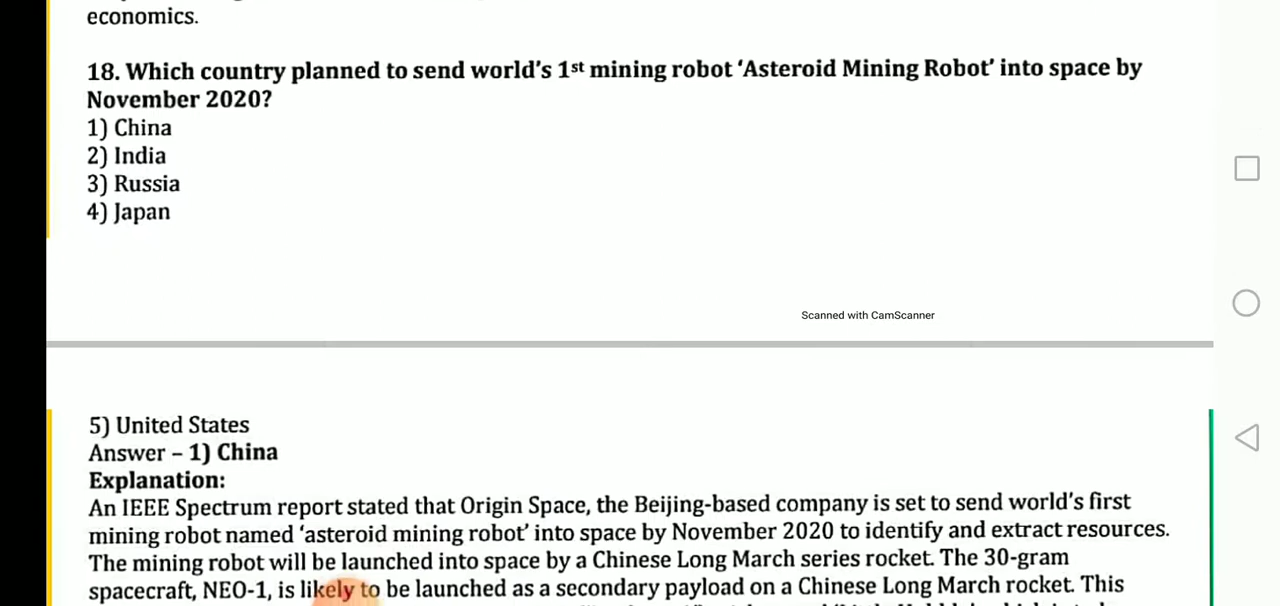 economics.
18. Which country planned to send world's 1st mining robot 'Asteroid Mining Robot' into space by
November 2020?
1) China
2) India
3) Russia
4) Japan
Scanned with CamScanner
5) United States
Answer – 1) China
Explanation:
An IEEE Spectrum report stated that Origin Space, the Beijing-based company is set to send world's first
mining robot named 'asteroid mining robot' into space by November 2020 to identify and extract resources.
The mining robot will be launched into space by a Chinese Long March series rocket. The 30-gram
spacecraft, NEO-1, is likely to be launched as a secondary payload on a Chinese Long March rocket. This